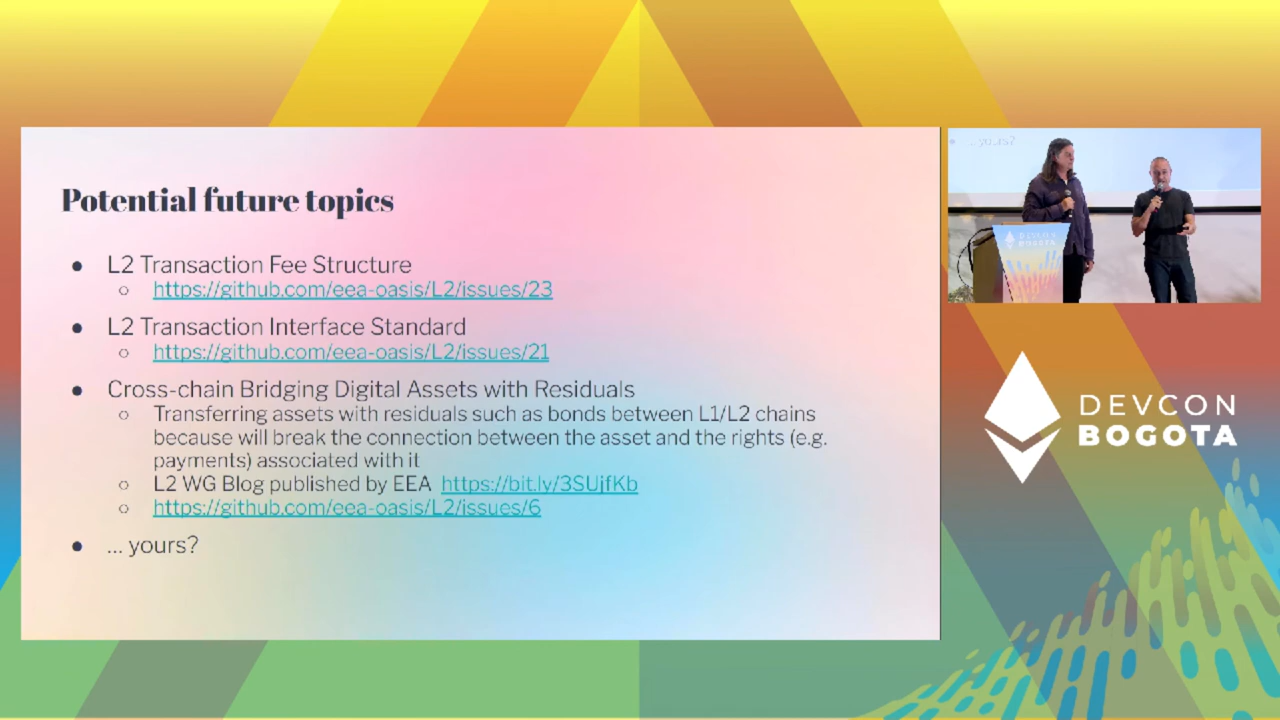 Potential future topics
● L2 Transaction Fee Structure
○ https://github.com/eea-oasis/L2/issues/23
● L2 Transaction Interface Standard
○ https://github.com/eea-oasis/L2/issues/21
● Cross-chain Bridging Digital Assets with Residuals
○ Transferring assets with residuals such as bonds between L1/L2 chains
because will break the connection between the asset and the rights (e.g.
payments) associated with it
○ L2 WG Blog published by EEA https://bit.ly/3SUjfKb
○ https://github.com/eea-oasis/L2/issues/6
● ... yours?
... yours?
DEVCON
BOGOTA
DEVCON
BOGOTA